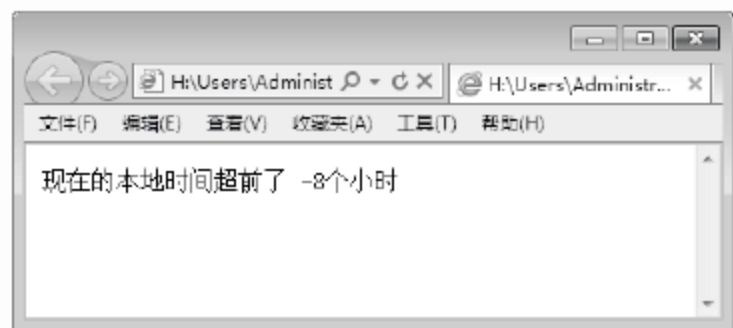 H:\Users\Administ
H:\Users\Administr...
文件(F) 编辑(E) 查看(V) 收藏夹(A) 工具(T) 帮助(H)
现在的本地时间超前了 -8个小时